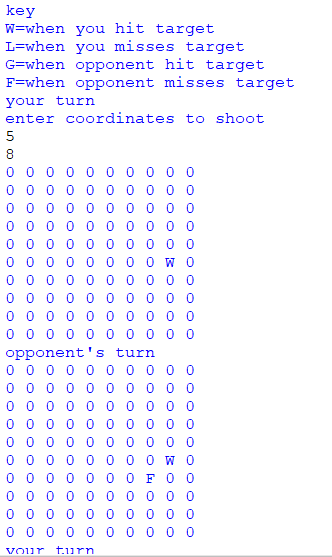 key
W=when you hit target
L=when you misses target
G=when opponent hit target
F=when opponent misses target
your turn
enter coordinates to shoot
5
8
0 0 0 0 0 0 0 0 0 0
0 0 0 0 0 0 0 0 0 0
0 0 0 0 0 0 0 0 0 0
0 0 0 0 0 0 0 0 0 0
0 0 0 0 0 0 0 0 0 0
0 0 0 0 0 0 0 0 W 0
0 0 0 0 0 0 0 0 0 0
0 0 0 0 0 0 0 0 0 0
0 0 0 0 0 0 0 0 0 0
0 0 0 0 0 0 0 0 0 0
opponent's turn
0 0 0 0 0 0 0 0 0 0
0 0 0 0 0 0 0 0 0 0
0 0 0 0 0 0 0 0 0 0
0 0 0 0 0 0 0 0 0 0
0 0 0 0 0 0 0 0 0 0
0 0 0 0 0 0 0 0 W 0
0 0 0 0 0 0 0 F 0 0
0 0 0 0 0 0 0 0 0 0
0 0 0 0 0 0 0 0 0 0
0 0 0 0 0 0 0 0 0 0
your turn